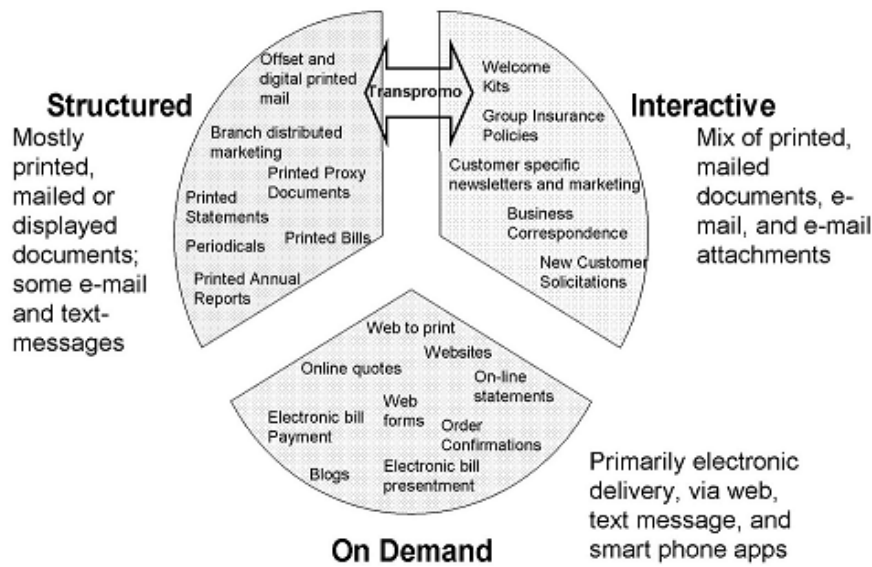 Structured
Mostly
printed,
mailed or
displayed
documents;
some e-mail
and text-
messages
Offset and
digital printed
mail
Branch distributed
marketing
Printed Proxy
Documents
Printed
Statements
Periodicals
Printed Bills
Printed Annual
Reports
Transpromo
Welcome
Kits
Group Insurance
Policies
Customer specific
newsletters and marketing
Business
Correspondence
New Customer
Solicitations
Interactive
Mix of printed,
mailed
documents, e-
mail, and e-mail
attachments
Web to print
Websites
Online quotes
On-line
statements
Web
forms
Electronic bill
Payment
Order
Confirmations
Blogs
Electronic bill
presentment
On Demand
Primarily electronic
delivery, via web,
text message, and
smart phone apps